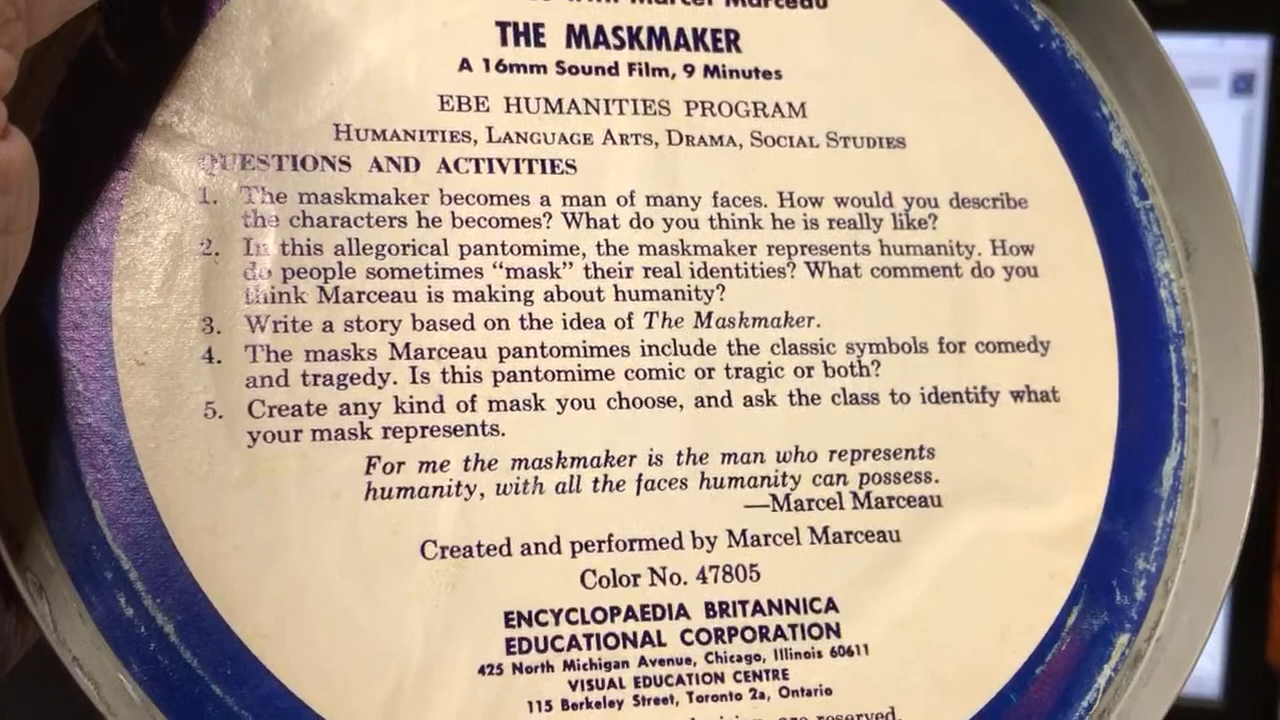 Marcel Marceau
THE MASKMAKER
A 16mm Sound Film, 9 Minutes
EBE HUMANITIES PROGRAM
HUMANITIES, LANGUAGE ARTS, DRAMA, SOCIAL STUDIES
QUESTIONS AND ACTIVITIES
1. The maskmaker becomes a man of many faces. How would you describe
the characters he becomes? What do you think he is really like?
2. In this allegorical pantomime, the maskmaker represents humanity. How
do people sometimes "mask" their real identities? What comment do you
think Marceau is making about humanity?
3. Write a story based on the idea of The Maskmaker.
4. The masks Marceau pantomimes include the classic symbols for comedy
and tragedy. Is this pantomime comic or tragic or both?
5. Create any kind of mask you choose, and ask the class to identify what
your mask represents.
For me the maskmaker is the man who represents
humanity, with all the faces humanity can possess.
—Marcel Marceau
Created and performed by Marcel Marceau
Color No. 47805
ENCYCLOPAEDIA BRITANNICA
EDUCATIONAL CORPORATION
425 North Michigan Avenue, Chicago, Illinois 60611
VISUAL EDUCATION CENTRE
115 Berkeley Street, Toronto 2a, Ontario
are reserved.